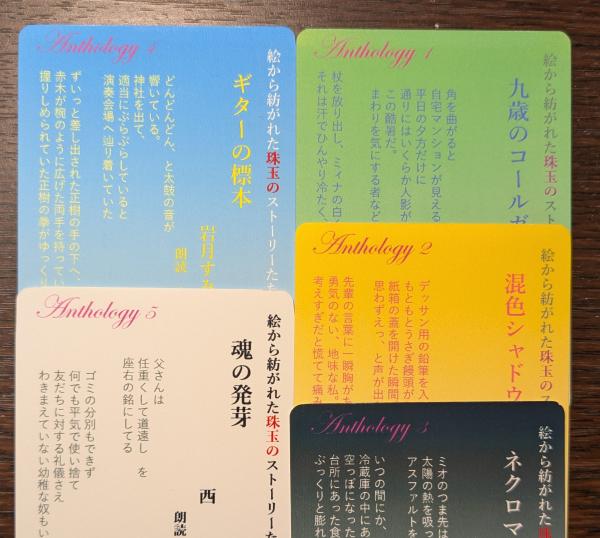 Anthology 4
絵から紡がれた珠玉のストーリーた
ギターの標本
岩月す
朗読
どんどんどん、と太鼓の音が
響いている。
神社を出て、
適当にぶらぶらしていると
演奏会場へ辿り着いていた
ずいっと差し出された正樹の手の下へ、
赤木が椀のように広げた両手を持ってい
握りしめられていた正樹の拳がゆっくり
Anthology 1
絵から紡がれた珠玉のスト
九歳のコールガ
角を曲がると
自宅マンションが見える
平日の夕方だけに
通りにはいくらか人影が
この酷暑だ。
まわりを気にする者など
杖を放り出し、ミィナの白
それは汗でひんやり冷たく、
Anthology 2
絵から紡がれた珠玉のス
混色シャドウ
デッサン用の鉛筆を入
もともとうさぎ饅頭が
紙箱の蓋を開けた瞬間
思わずえっ、と声が出
先輩の言葉に一瞬胸がち
勇気のない、地味な私。
考えすぎだと慌てて痛み
Anthology 5
絵から紡がれた珠玉のストーリーた
魂の発芽
西
朗読
父さんは
任重くして道遠し を
座右の銘にしてる
ゴミの分別もできず
何でも平気で使い捨て
友だちに対する礼儀さえ
わきまえていない幼稚な奴もい
Anthology 3
絵から紡がれた珠
ネクロマ
ミオのつま先は
太陽の熱を吸っ
アスファルトを
いつの間にか、
冷蔵庫の中にあ
空っぽになった
台所にあった食
ぷっくりと膨れ